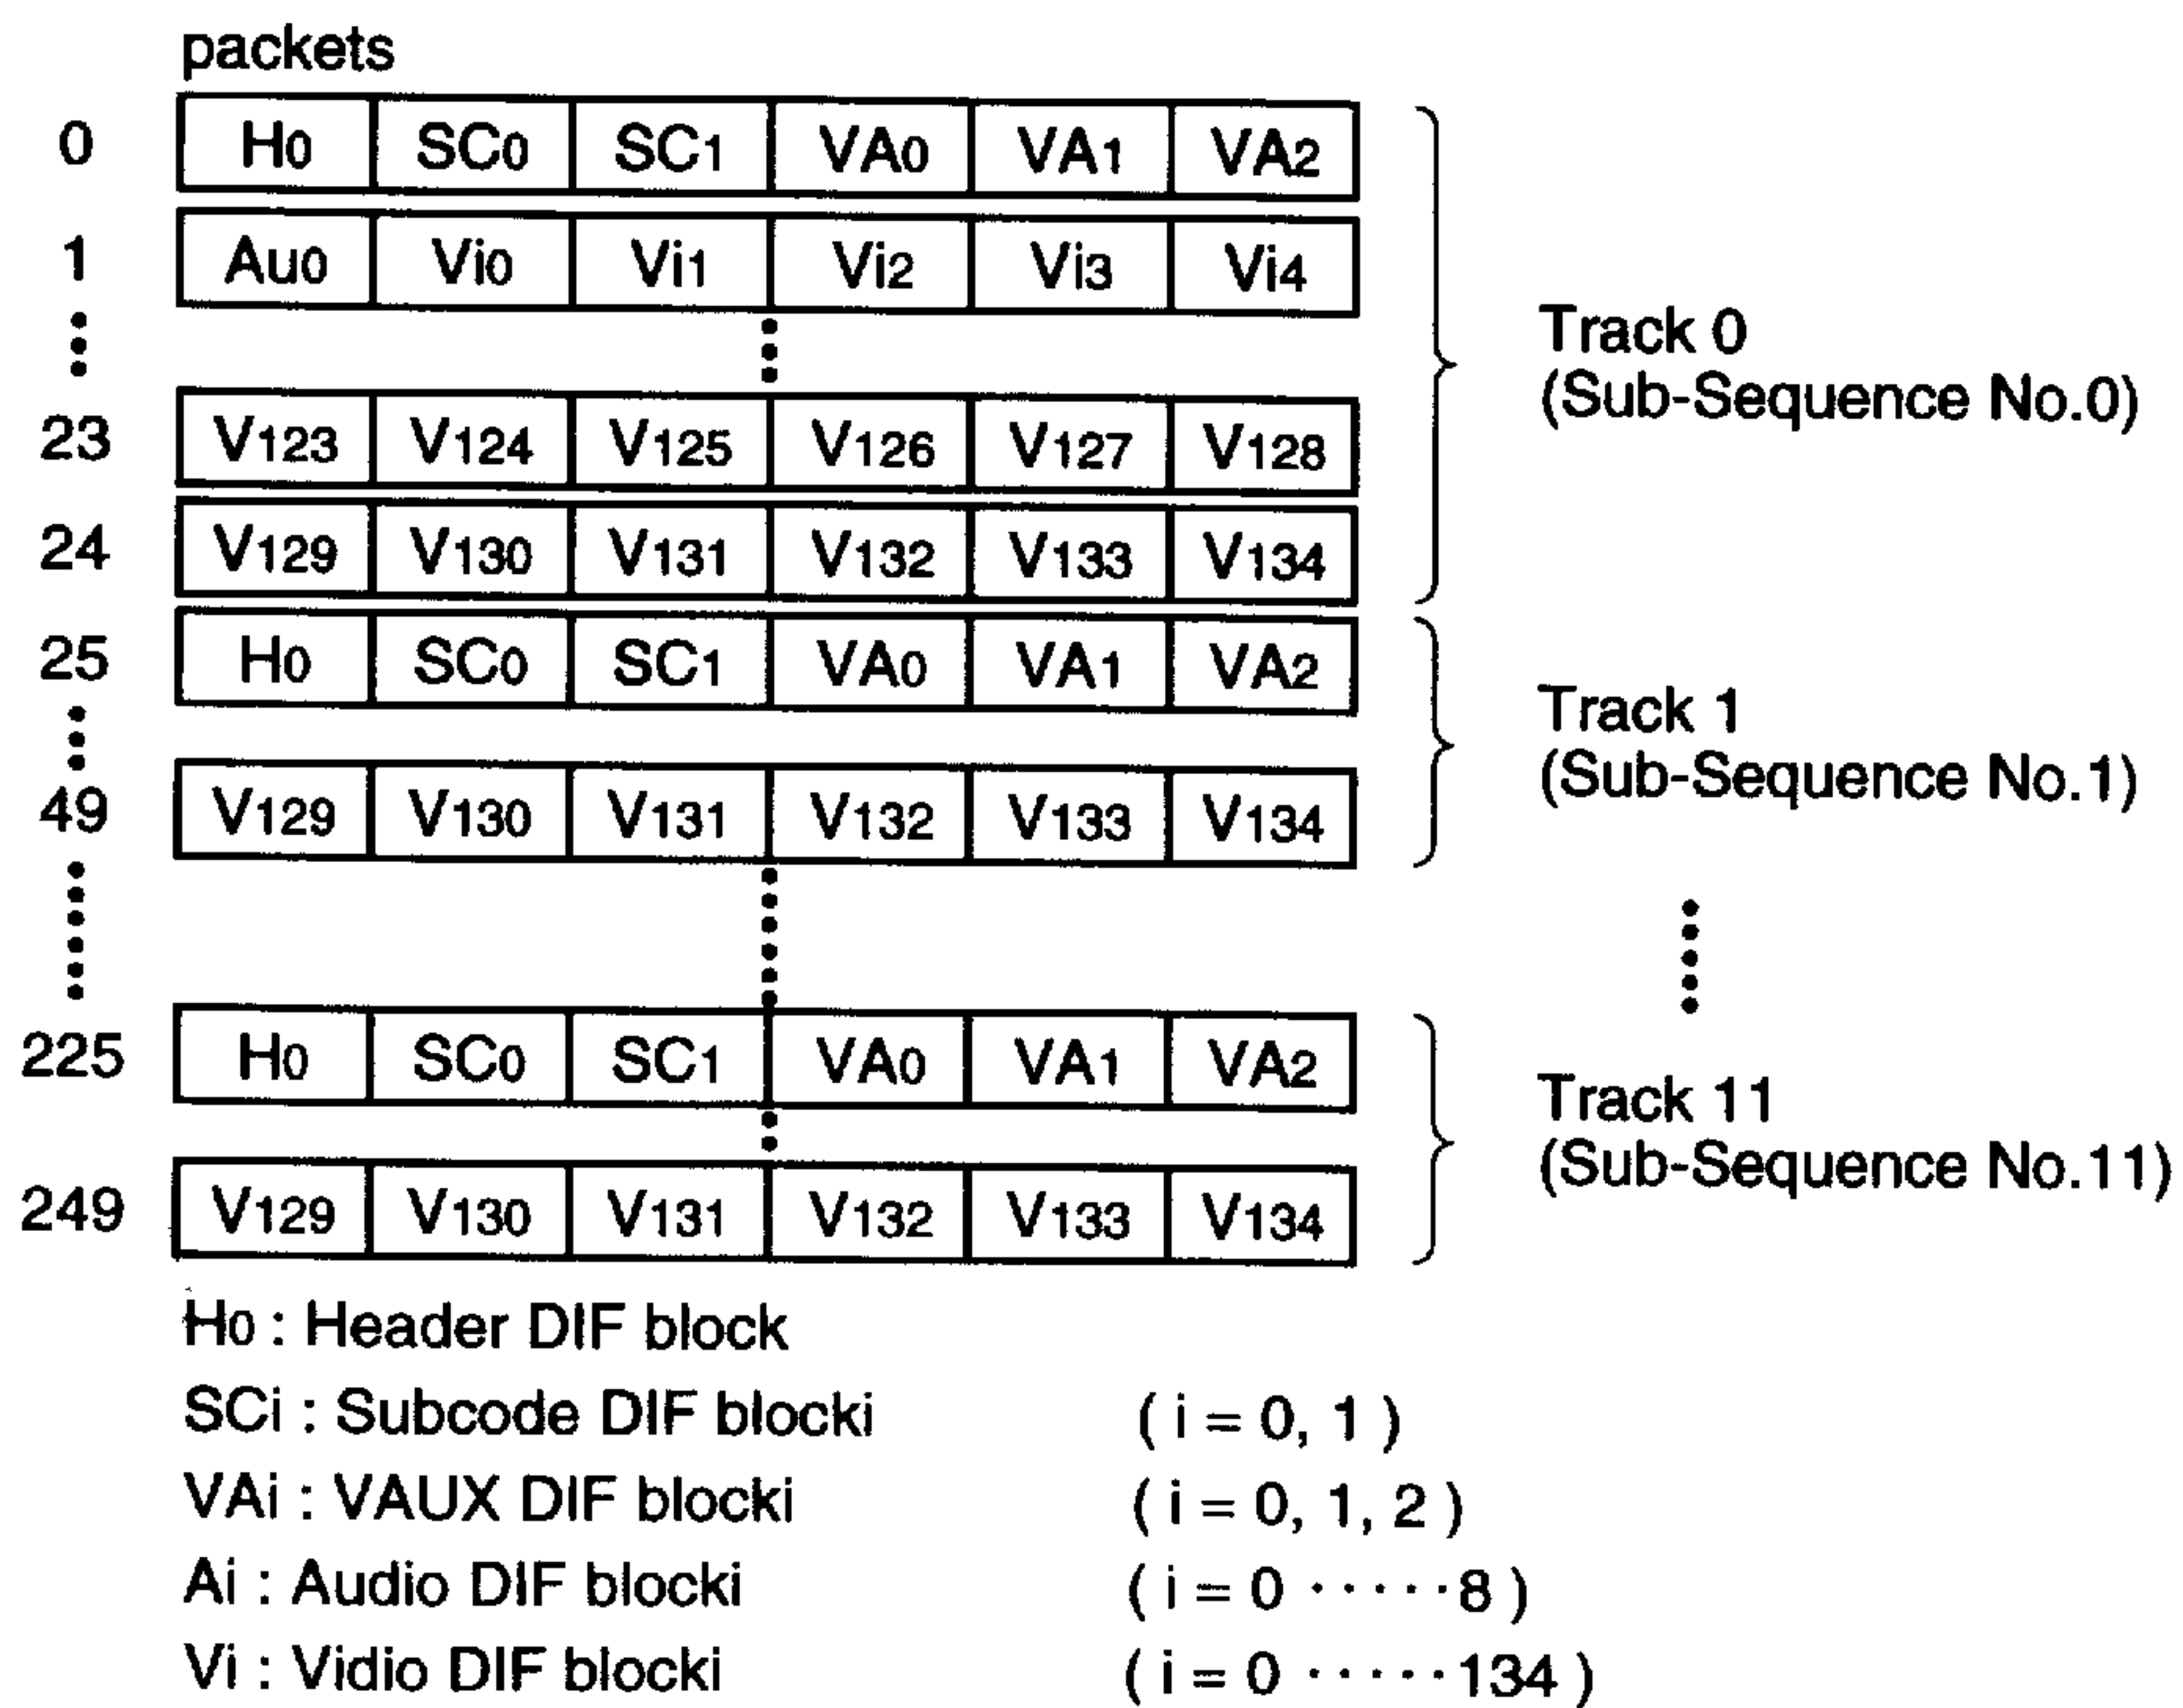 packets
0 H0 SC0 SC1 VA0 VA1 VA2
1 Au0 Vi0 Vi1 Vi2 Vi3 Vi4
Track 0
(Sub-Sequence No.0)
23 V123 V124 V125 V126 V127 V128
24 V129 V130 V131 V132 V133 V134
25 H0 SC0 SC1 VA0 VA1 VA2
Track 1
(Sub-Sequence No.1)
49 V129 V130 V131 V132 V133 V134
225 H0 SC0 SC1 VA0 VA1 VA2
Track 11
(Sub-Sequence No.11)
249 V129 V130 V131 V132 V133 V134
H0 : Header DIF block
SCi : Subcode DIF blocki ( i = 0, 1 )
VAi : VAUX DIF blocki ( i = 0, 1, 2 )
Ai : Audio DIF blocki ( i = 0 ····· 8 )
Vi : Vidio DIF blocki ( i = 0 ····· 134 )